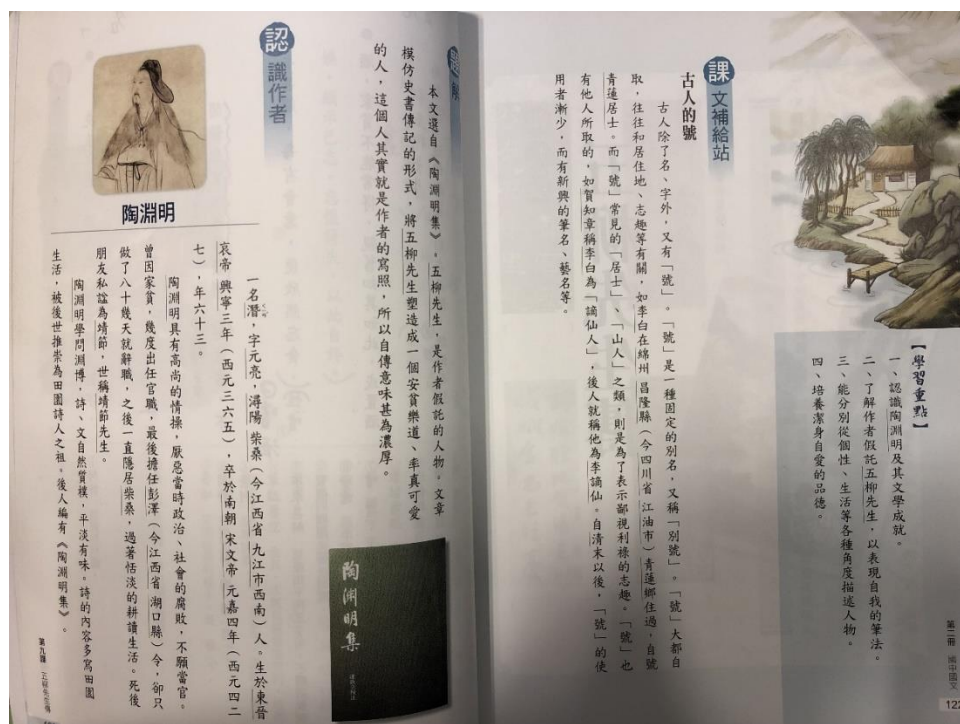 第二冊 國中國文
122
【學習重點】
一、認識陶淵明及其文學成就。
二、了解作者假託五柳先生,以表現自我的筆法。
三、能分別從個性、生活等各種角度描述人物。
四、培養潔身自愛的品德。
課文補給站
古人的號
古人除了名、字外,又有「號」。「號」是一種固定的別名,又稱「別號」。「號」大都自
取,往往和居住地、志趣等有關,如李白在綿州 昌隆縣(今四川省 江油市)青蓮鄉住過,自號
青蓮居士。而「號」常見的「居士」、「山人」之類,則是為了表示鄙視利祿的志趣。「號」也
有他人所取的,如賀知章稱李白為「謫仙人」,後人就稱他為李謫仙。自清末以後,「號」的使
用者漸少,而有新興的筆名、藝名等。
題解
本文選自《陶淵明集》。五柳先生,是作者假託的人物。文章
模仿史書傳記的形式,將五柳先生塑造成一個安貧樂道、率真可愛
的人,這個人其實就是作者的寫照,所以自傳意味甚為濃厚。
陶淵明集
認識作者
陶淵明
一名潛,字元亮,潯陽 柴桑(今江西省 九江市西南)人。生於東晉
哀帝 興寧三年(西元三六五),卒於南朝 宋文帝 元嘉四年(西元四二
七),年六十三。
陶淵明具有高尚的情操,厭惡當時政治、社會的腐敗,不願當官。
曾因家貧,幾度出任官職,最後擔任彭澤(今江西省 湖口縣)令,卻只
做了八十幾天就辭職,之後一直隱居柴桑,過著恬淡的耕讀生活。死後
朋友私諡為靖節,世稱靖節先生。
陶淵明學問淵博,詩、文自然質樸,平淡有味。詩的內容多寫田園
生活,被後世推崇為田園詩人之祖。後人編有《陶淵明集》。
第九課 五柳先生傳